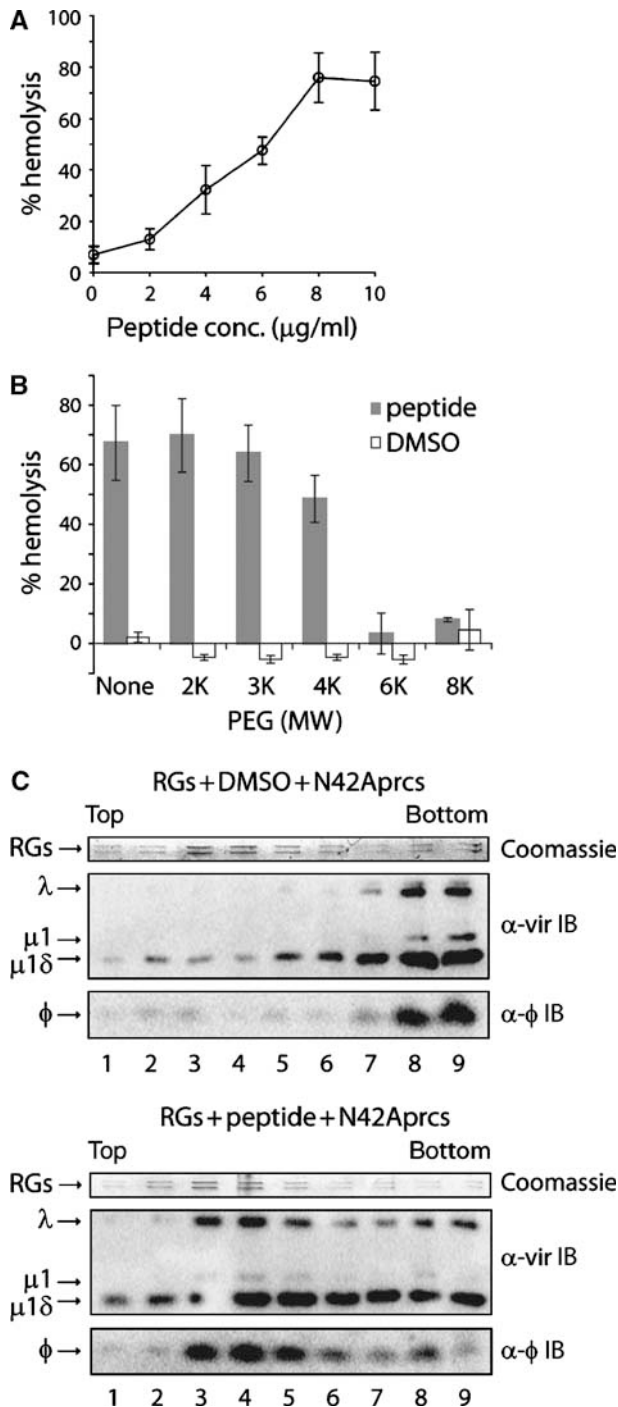 A
% hemolysis
100
80
60
40
20
0
0 2 4 6 8 10
Peptide conc. (μg/ml)
B
% hemolysis
80
60
40
20
0
peptide
DMSO
None 2K 3K 4K 6K 8K
PEG (MW)
C
RGs+DMSO+N42Aprcs
Top Bottom
RGs→ Coomassie
λ→
μ1→ α-vir IB
μ1δ→
ϕ→ α-ϕ IB
1 2 3 4 5 6 7 8 9
RGs+peptide+N42Aprcs
Top Bottom
RGs→ Coomassie
λ→
μ1→ α-vir IB
μ1δ→
ϕ→ α-ϕ IB
1 2 3 4 5 6 7 8 9